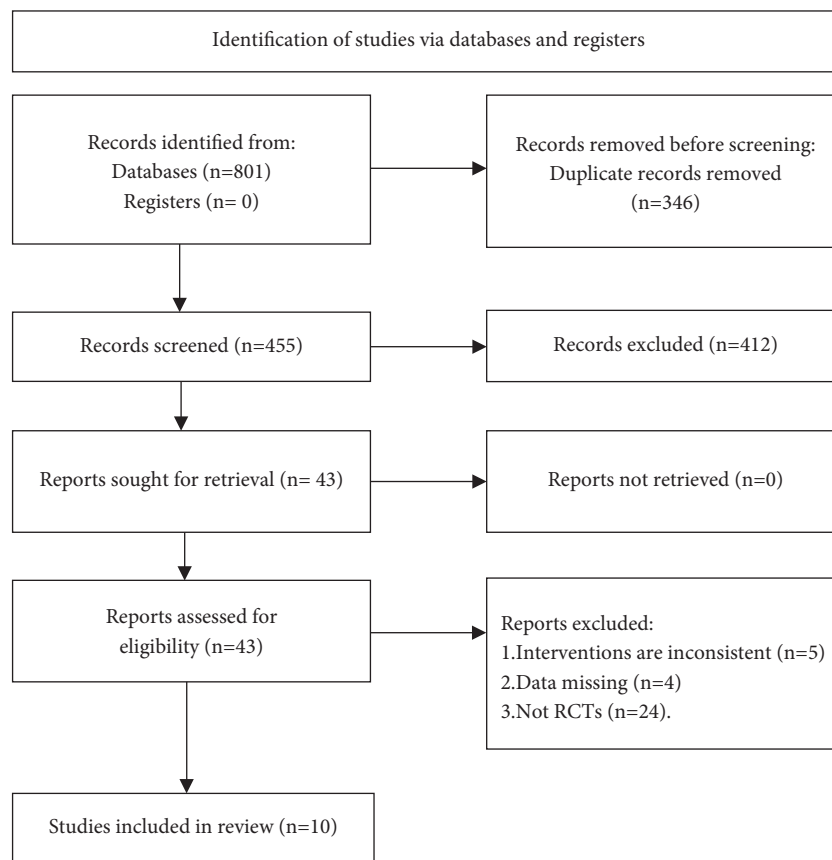 Identification of studies via databases and registers
Records identified from:
Databases (n=801)
Registers (n= 0)
Records removed before screening:
Duplicate records removed
(n=346)
Records screened (n=455)
Records excluded (n=412)
Reports sought for retrieval (n= 43)
Reports not retrieved (n=0)
Reports assessed for
eligibility (n=43)
Reports excluded:
1.Interventions are inconsistent (n=5)
2.Data missing (n=4)
3.Not RCTs (n=24).
Studies included in review (n=10)